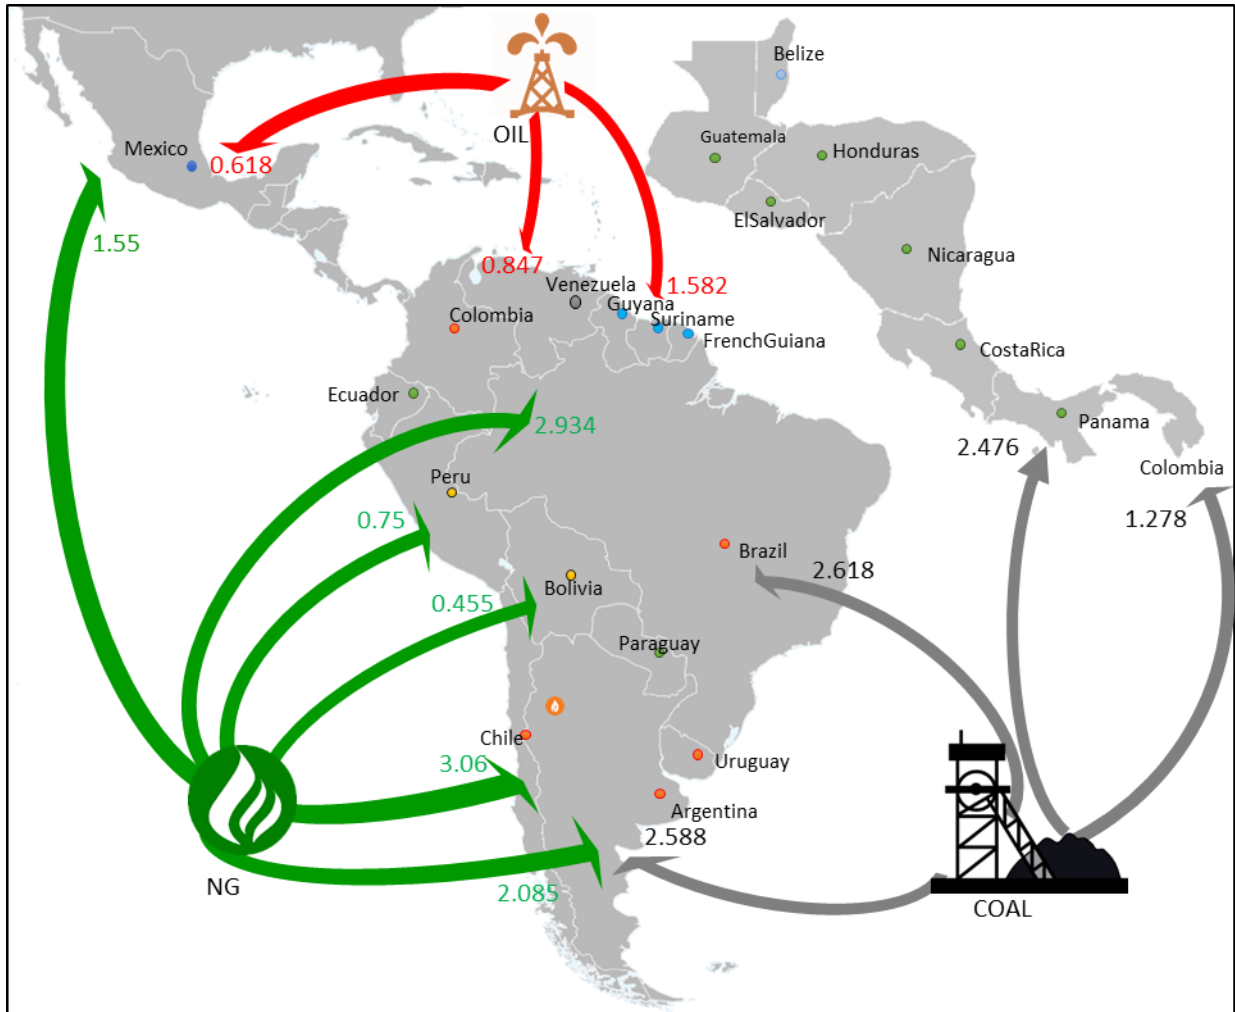 Belize
OIL
Guatemala
Mexico
Honduras
0.618
ElSalvador
1.55
Nicaragua
0.847
Venezuela
1.582
Guyana
Colombia
Suriname
FrenchGuiana
CostaRica
Ecuador
2.934
Panama
2.476
Colombia
Peru
0.75
1.278
Brazil
2.618
Bolivia
0.455
Paraguay
Chile
3.06
Uruguay
Argentina
2.588
NG
2.085
COAL